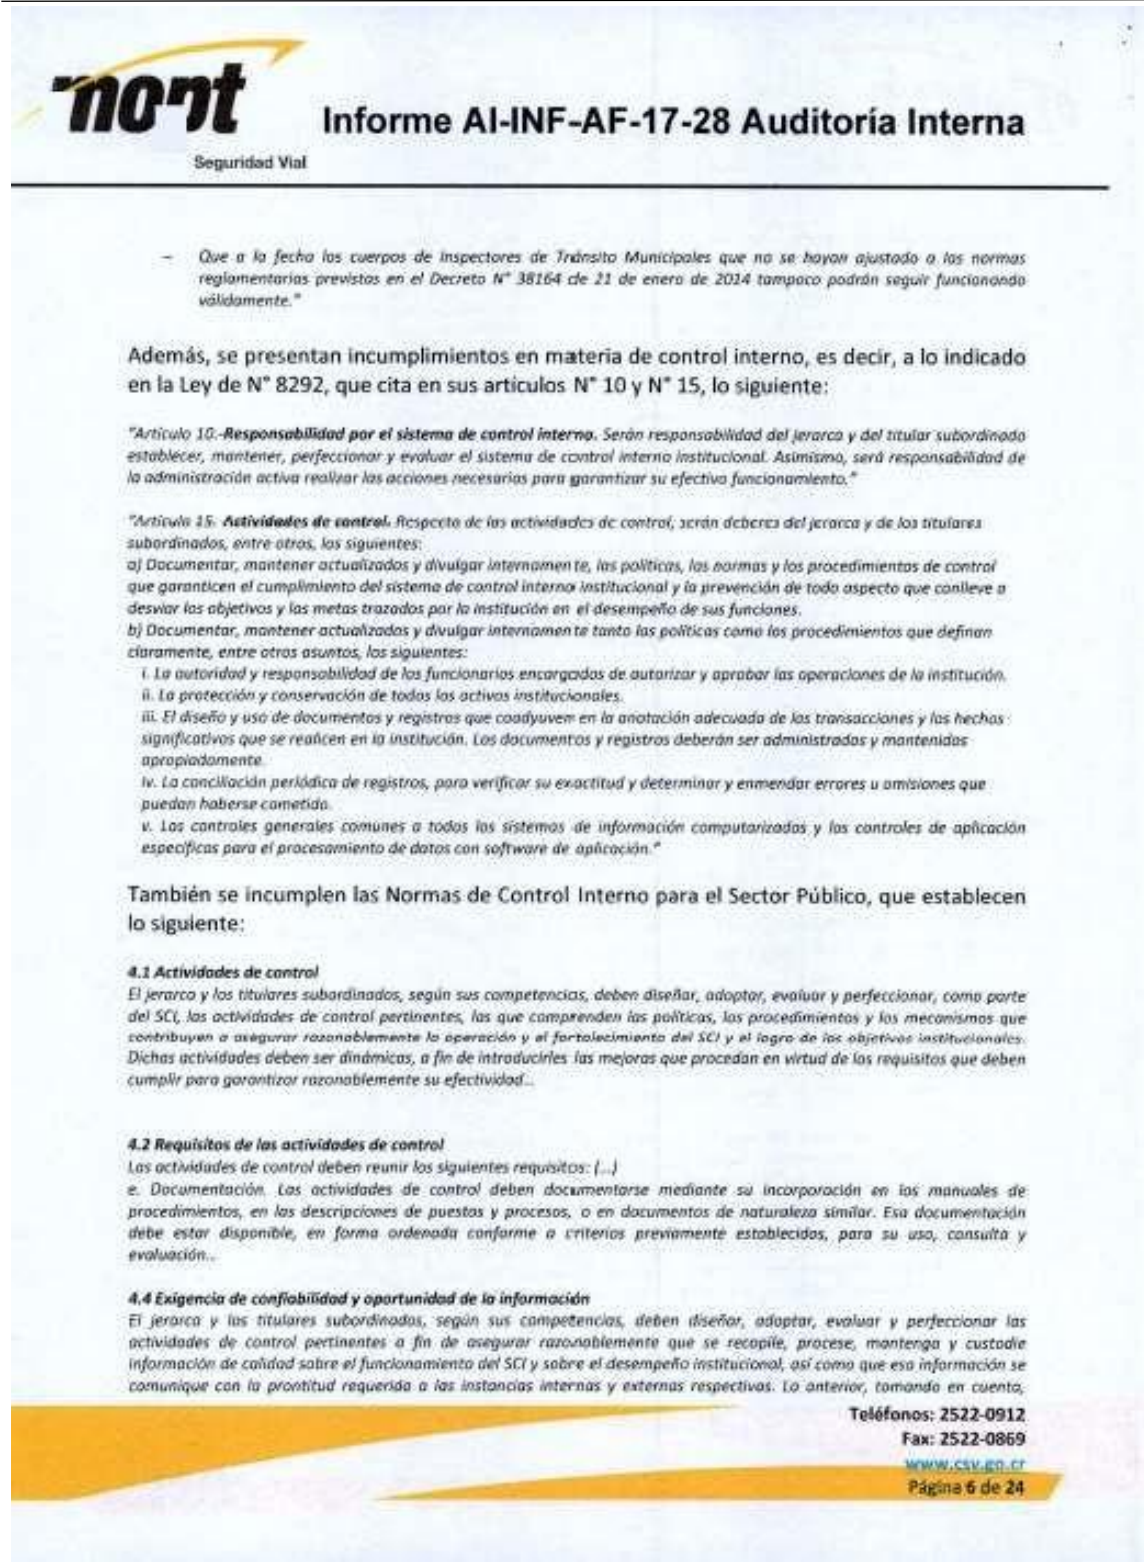 nont
Seguridad Vial
Informe AI-INF-AF-17-28 Auditoría Interna
– Que a la fecha los cuerpos de Inspectores de Tránsito Municipales que no se hayan ajustado a las normas
reglamentarias previstas en el Decreto N° 38164 de 21 de enero de 2014 tampoco podrán seguir funcionando
válidamente."
Además, se presentan incumplimientos en materia de control interno, es decir, a lo indicado
en la Ley de N° 8292, que cita en sus artículos N° 10 y N° 15, lo siguiente:
"Artículo 10.-Responsabilidad por el sistema de control interno. Serán responsabilidad del jerarca y del titular subordinado
establecer, mantener, perfeccionar y evaluar el sistema de control interno institucional. Asimismo, será responsabilidad de
la administración activa realizar las acciones necesarias para garantizar su efectivo funcionamiento."
"Artículo 15. Actividades de control. Respecto de las actividades de control, serán deberes del jerarca y de los titulares
subordinados, entre otros, los siguientes:
a) Documentar, mantener actualizados y divulgar internamente, las políticas, las normas y los procedimientos de control
que garanticen el cumplimiento del sistema de control interno institucional y la prevención de todo aspecto que conlleve a
desviar los objetivos y las metas trazados por la institución en el desempeño de sus funciones.
b) Documentar, mantener actualizados y divulgar internamente tanto las políticas como los procedimientos que definan
claramente, entre otros asuntos, los siguientes:
i. La autoridad y responsabilidad de los funcionarios encargados de autorizar y aprobar las operaciones de la institución.
ii. La protección y conservación de todos los activos institucionales.
iii. El diseño y uso de documentos y registros que coadyuven en la anotación adecuada de las transacciones y los hechos
significativos que se realicen en la institución. Los documentos y registros deberán ser administrados y mantenidos
apropiadamente.
iv. La conciliación periódica de registros, para verificar su exactitud y determinar y enmendar errores u omisiones que
puedan haberse cometido.
v. Los controles generales comunes a todos los sistemas de información computarizados y los controles de aplicación
específicos para el procesamiento de datos con software de aplicación."
También se incumplen las Normas de Control Interno para el Sector Público, que establecen
lo siguiente:
4.1 Actividades de control
El jerarca y los titulares subordinados, según sus competencias, deben diseñar, adoptar, evaluar y perfeccionar, como parte
del SCI, las actividades de control pertinentes, las que comprenden las políticas, los procedimientos y los mecanismos que
contribuyen a asegurar razonablemente la operación y el fortalecimiento del SCI y el logro de los objetivos institucionales.
Dichas actividades deben ser dinámicas, a fin de introducirles las mejoras que procedan en virtud de los requisitos que deben
cumplir para garantizar razonablemente su efectividad...
4.2 Requisitos de las actividades de control
Las actividades de control deben reunir los siguientes requisitos: (...)
e. Documentación. Las actividades de control deben documentarse mediante su incorporación en los manuales de
procedimientos, en las descripciones de puestos y procesos, o en documentos de naturaleza similar. Esa documentación
debe estar disponible, en forma ordenada conforme a criterios previamente establecidos, para su uso, consulta y
evaluación...
4.4 Exigencia de confiabilidad y oportunidad de la información
El jerarca y los titulares subordinados, según sus competencias, deben diseñar, adoptar, evaluar y perfeccionar las
actividades de control pertinentes a fin de asegurar razonablemente que se recopile, procese, mantenga y custodie
información de calidad sobre el funcionamiento del SCI y sobre el desempeño institucional, así como que esa información se
comunique con la prontitud requerida a las instancias internas y externas respectivas. Lo anterior, tomando en cuenta,
Teléfonos: 2522-0912
Fax: 2522-0869
www.csv.go.cr
Página 6 de 24